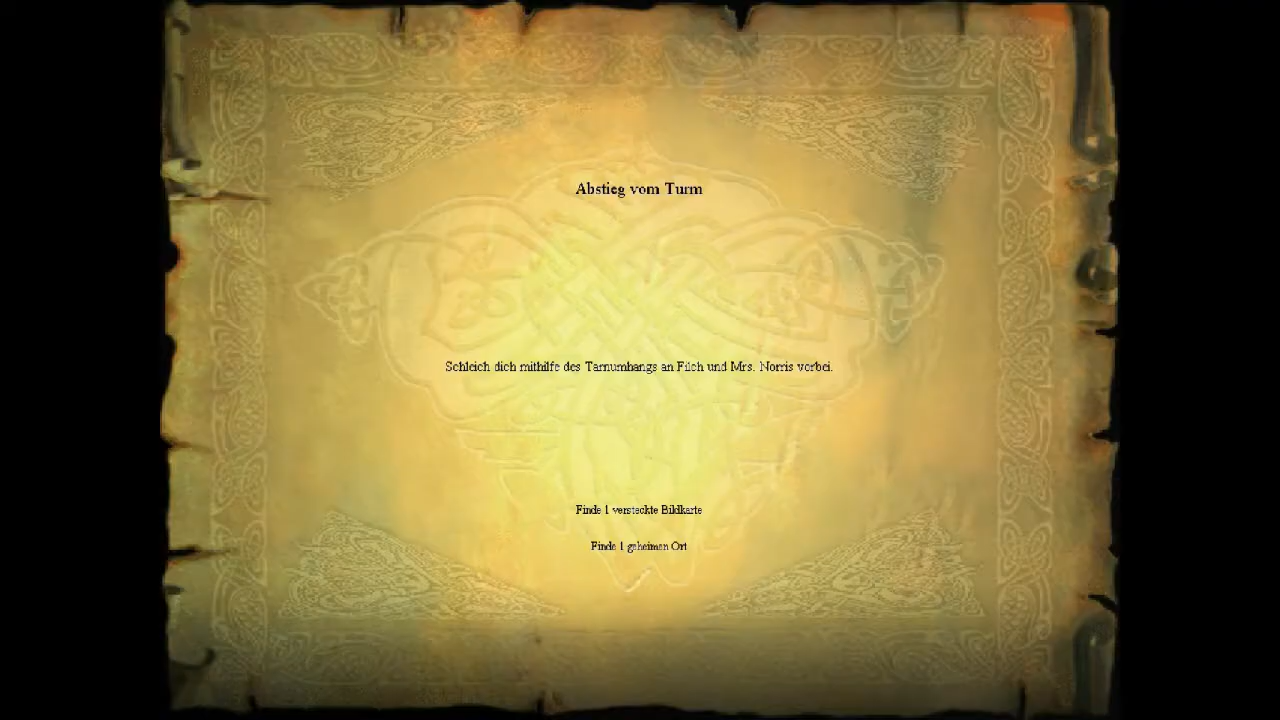 Abstieg vom Turm
Schleich dich mithilfe des Tarnumhangs an Filch und Mrs. Norris vorbei.
Finde 1 versteckte Bildkarte
Finde 1 geheimen Ort